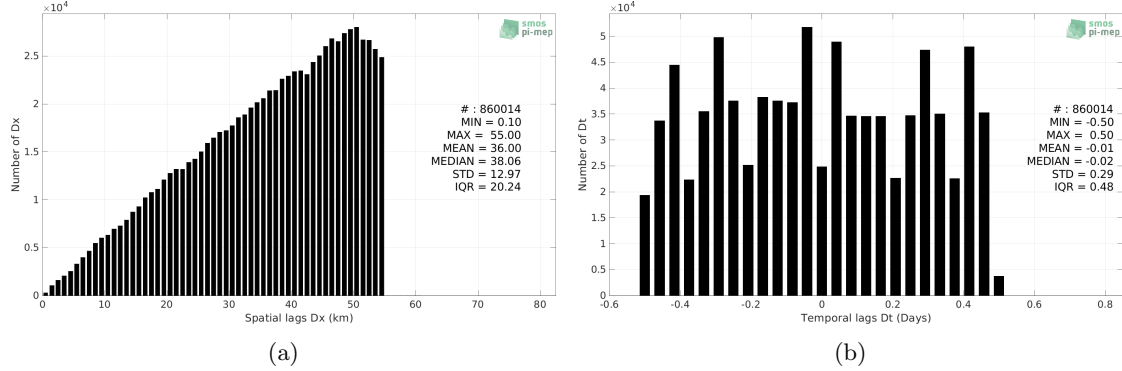 ×10⁴
2.5
2
1.5
1
0.5
0
0
10
20
30
40
50
60
70
80
Number of Dx
Spatial lags Dx (km)
smos
pi-mep
# : 860014
MIN = 0.10
MAX = 55.00
MEAN = 36.00
MEDIAN = 38.06
STD = 12.97
IQR = 20.24
(a)
×10⁴
5
4.5
4
3.5
3
2.5
2
1.5
1
0.5
0
-0.6
-0.4
-0.2
0
0.2
0.4
0.6
0.8
Number of Dt
Temporal lags Dt (Days)
smos
pi-mep
# : 860014
MIN = -0.50
MAX = 0.50
MEAN = -0.01
MEDIAN = -0.02
STD = 0.29
IQR = 0.48
(b)